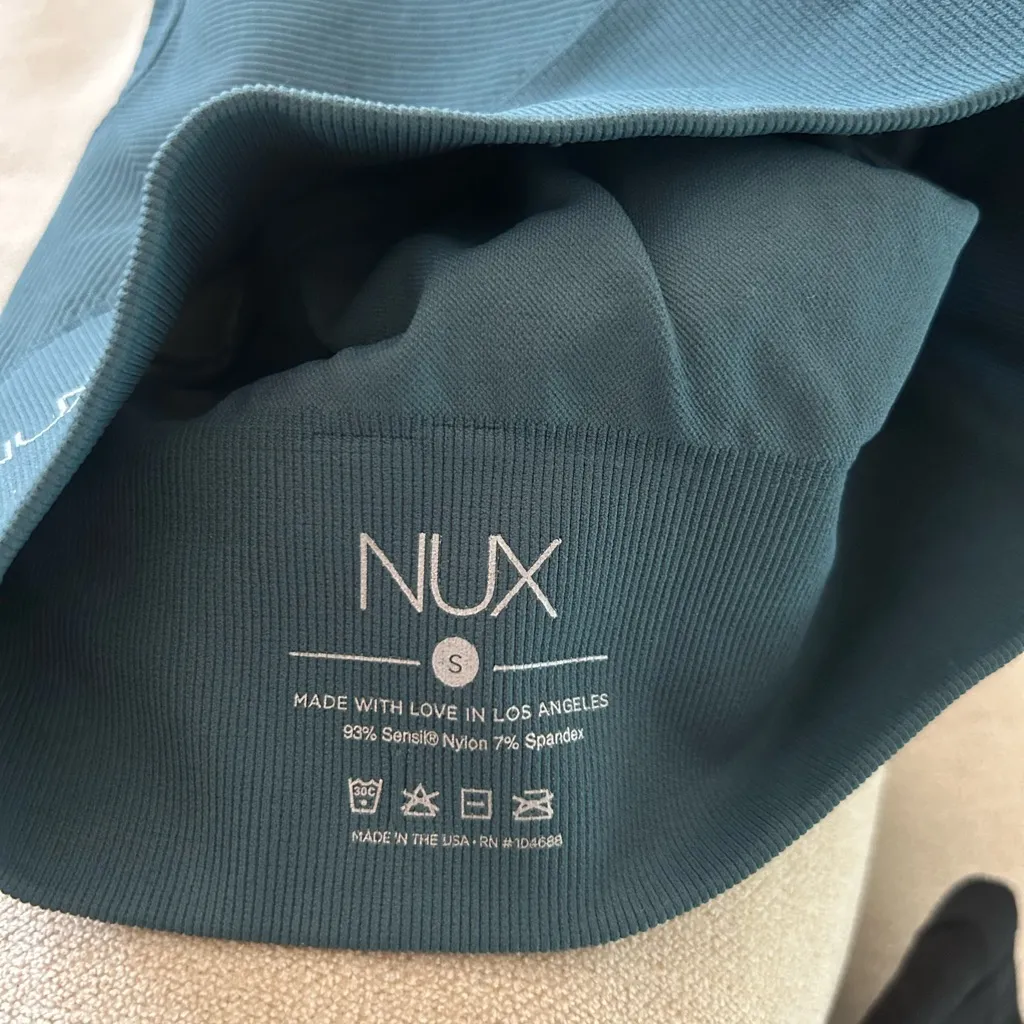 NUX
S
MADE WITH LOVE IN LOS ANGELES
93% Sensil® Nylon 7% Spandex
30C
MADE IN THE USA • RN #104688